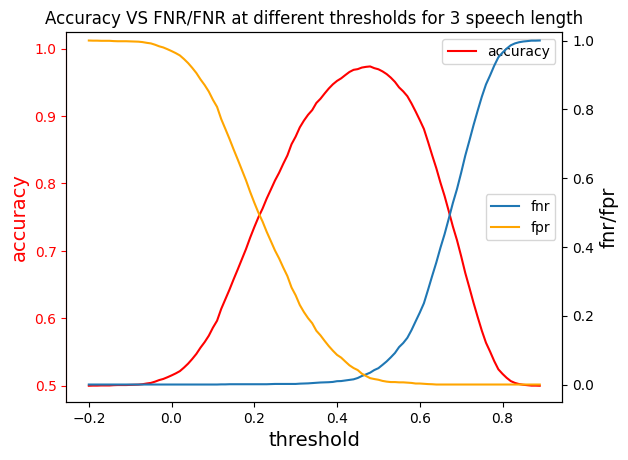 Accuracy VS FNR/FNR at different thresholds for 3 speech length
accuracy
fnr
fpr
1.0
0.9
0.8
0.7
0.6
0.5
accuracy
1.0
0.8
0.6
0.4
0.2
0.0
fnr/fpr
−0.2 0.0 0.2 0.4 0.6 0.8
threshold